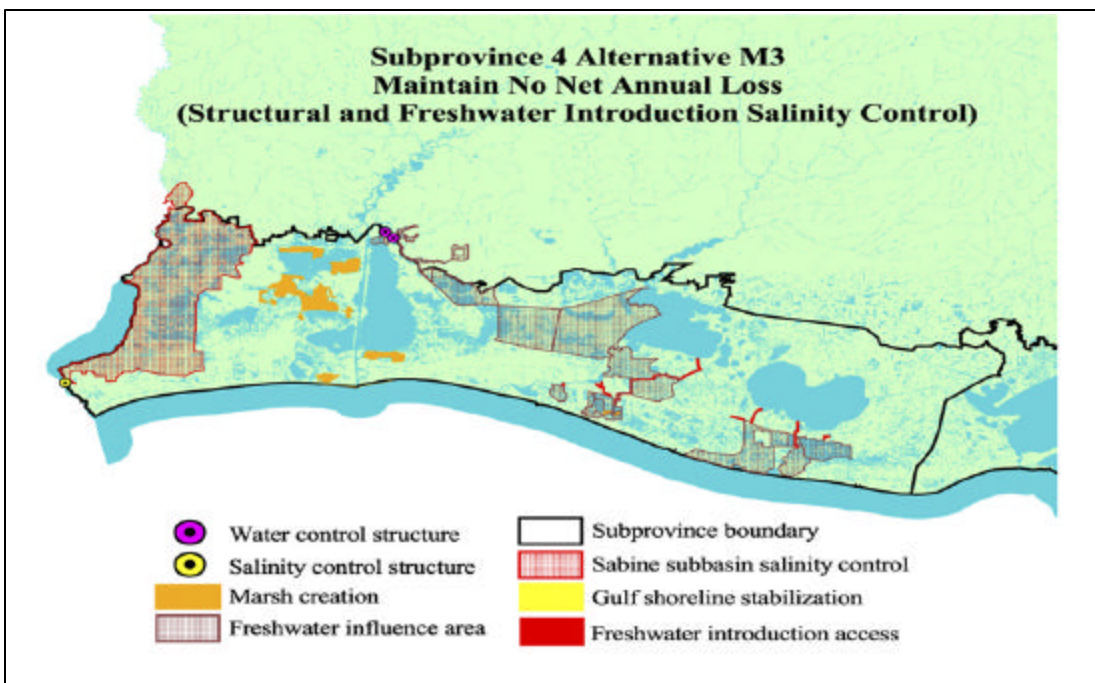 Subprovince 4 Alternative M3
Maintain No Net Annual Loss
(Structural and Freshwater Introduction Salinity Control)
Water control structure
Salinity control structure
Marsh creation
Freshwater influence area
Subprovince boundary
Sabine subbasin salinity control
Gulf shoreline stabilization
Freshwater introduction access